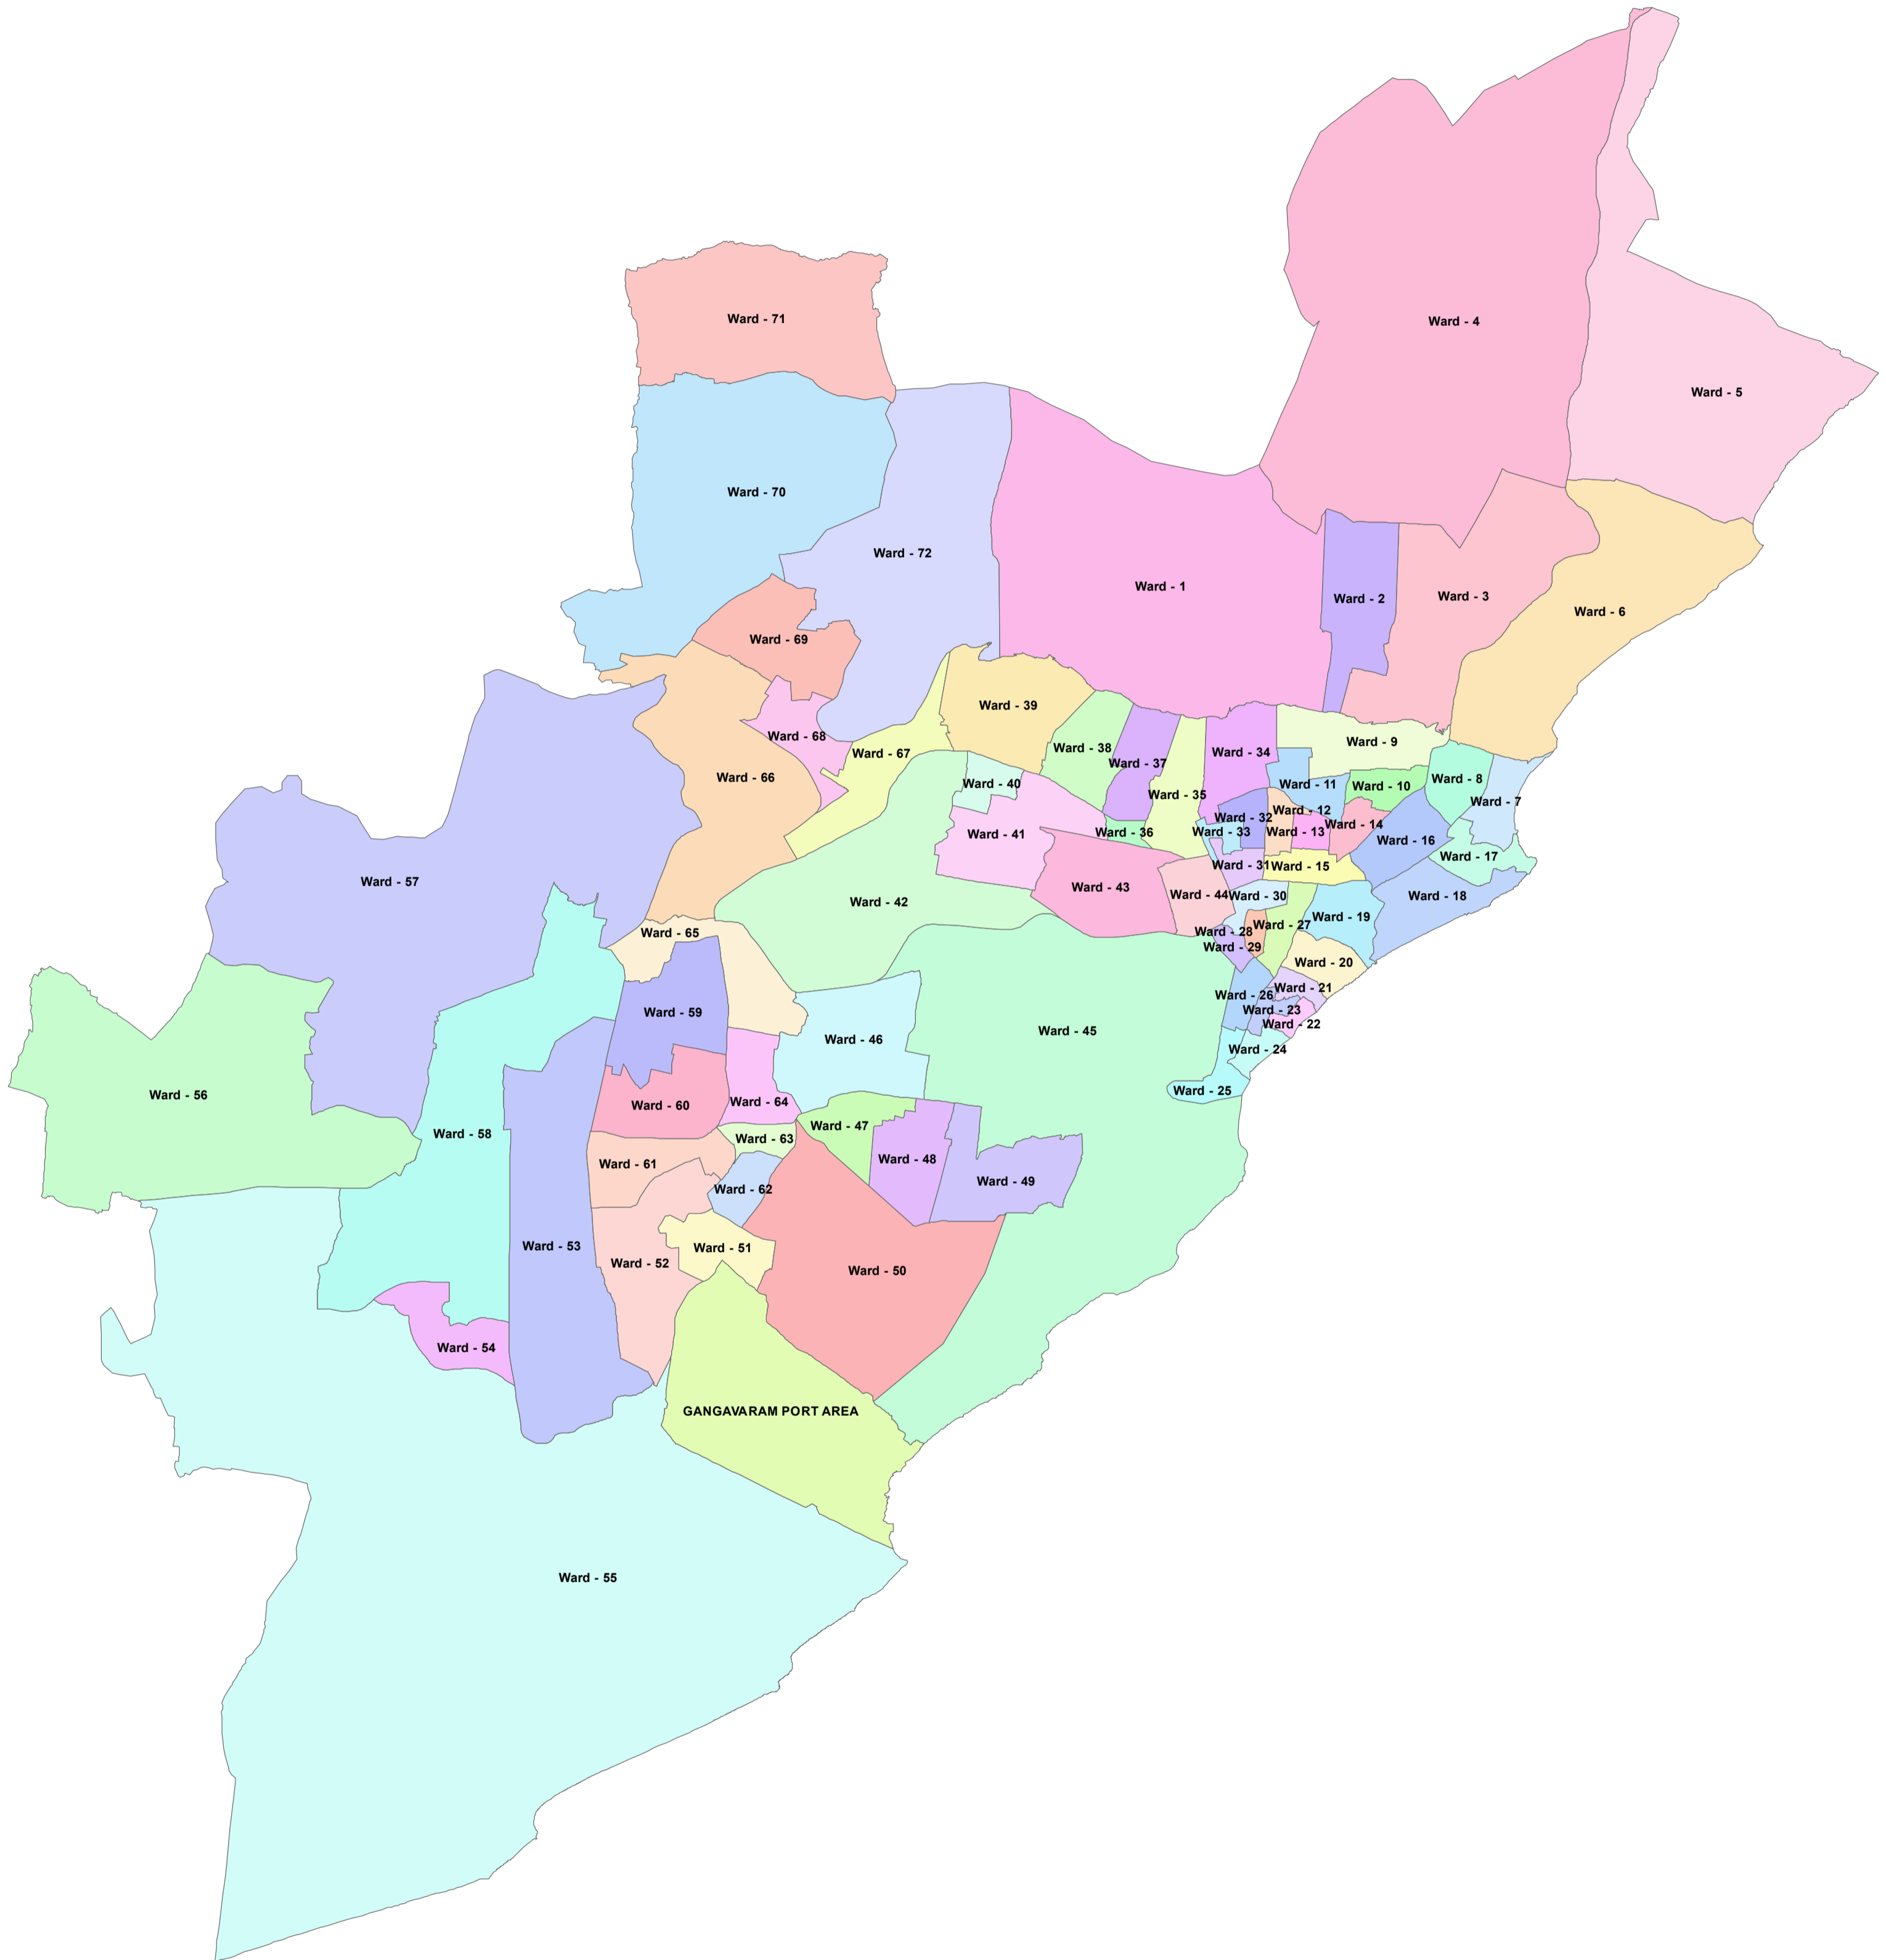 Ward - 71
Ward - 4
Ward - 5
Ward - 70
Ward - 72
Ward - 1
Ward - 2
Ward - 3
Ward - 6
Ward - 69
Ward - 39
Ward - 68
Ward - 67
Ward - 38
Ward - 37
Ward - 34
Ward - 9
Ward - 66
Ward - 40
Ward - 35
Ward - 11
Ward - 10
Ward - 8
Ward - 7
Ward - 41
Ward - 36
Ward - 33
Ward - 32
Ward - 12
Ward - 13
Ward - 14
Ward - 16
Ward - 17
Ward - 57
Ward - 31
Ward - 15
Ward - 42
Ward - 43
Ward - 44
Ward - 30
Ward - 18
Ward - 65
Ward - 28
Ward - 27
Ward - 19
Ward - 29
Ward - 20
Ward - 59
Ward - 46
Ward - 45
Ward - 26
Ward - 21
Ward - 23
Ward - 22
Ward - 24
Ward - 56
Ward - 60
Ward - 64
Ward - 25
Ward - 58
Ward - 63
Ward - 47
Ward - 48
Ward - 61
Ward - 62
Ward - 49
Ward - 53
Ward - 52
Ward - 51
Ward - 50
Ward - 54
GANGAVARAM PORT AREA
Ward - 55